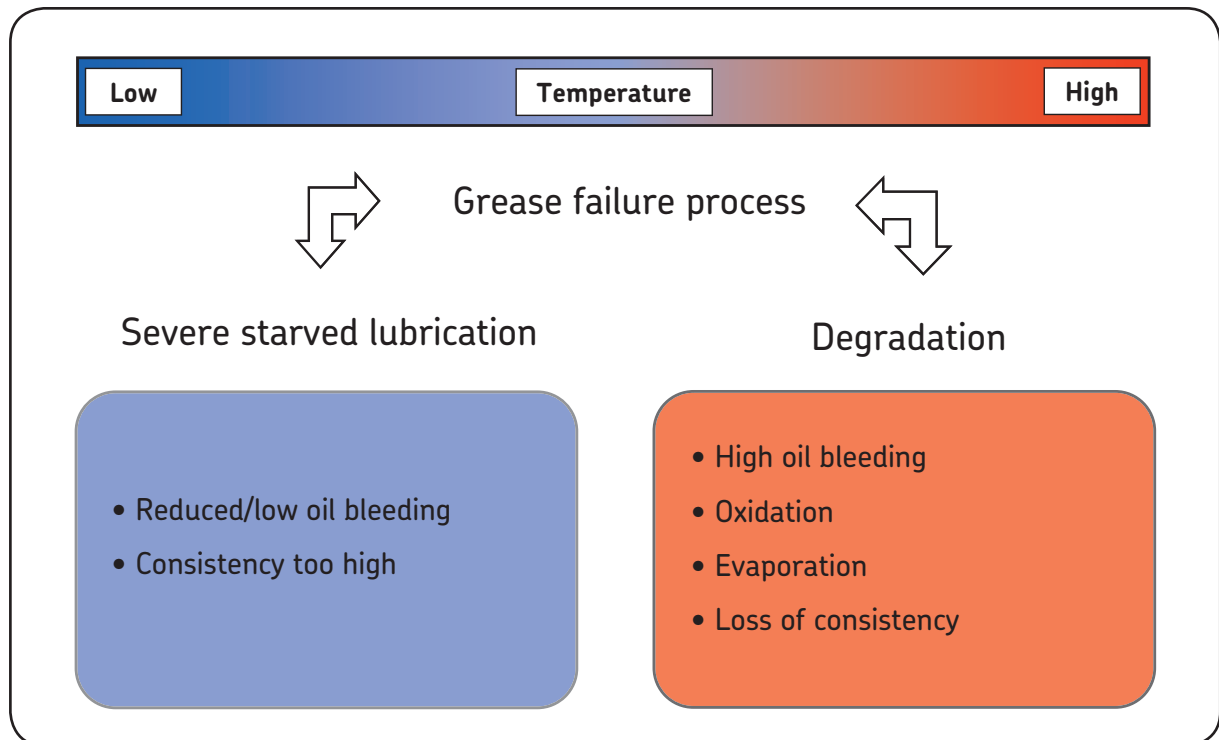 Low
Temperature
High
Grease failure process
Severe starved lubrication
Degradation
• Reduced/low oil bleeding
• Consistency too high
• High oil bleeding
• Oxidation
• Evaporation
• Loss of consistency